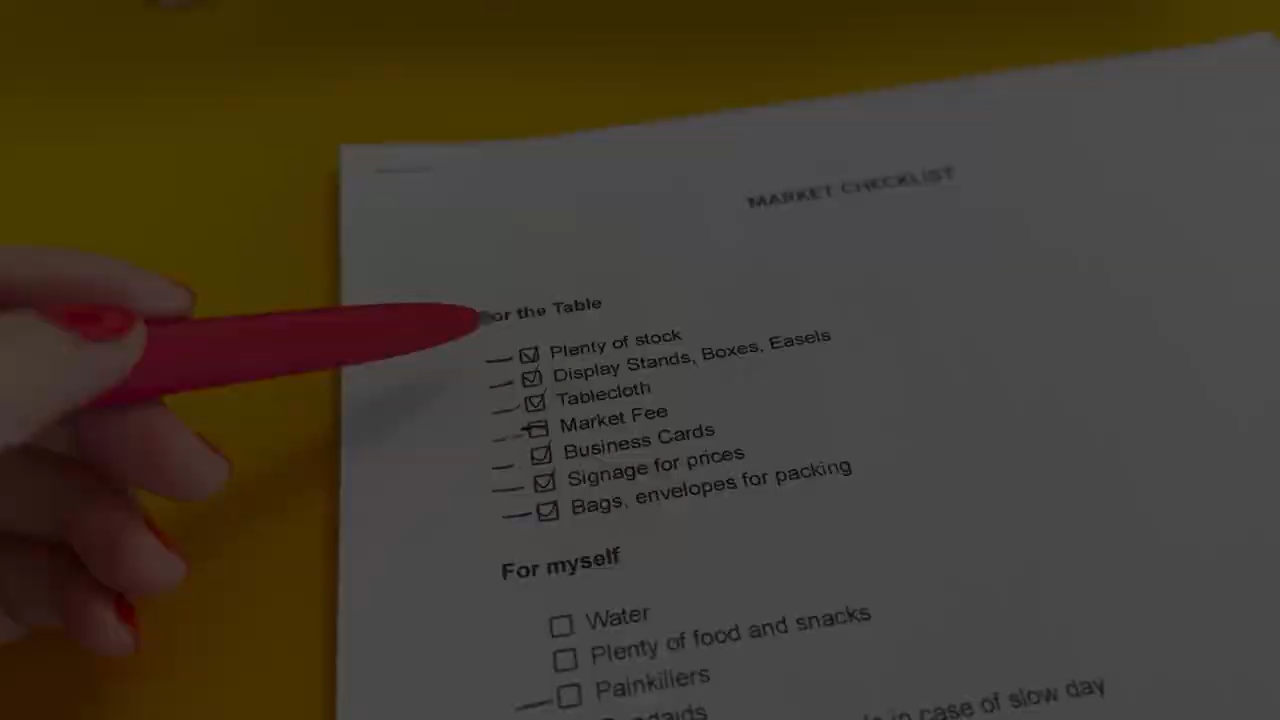 MARKET CHECKLIST
or the Table
Plenty of stock
Display Stands, Boxes, Easels
Tablecloth
Market Fee
Business Cards
Signage for prices
Bags, envelopes for packing
For myself
Water
Plenty of food and snacks
Painkillers
in case of slow day